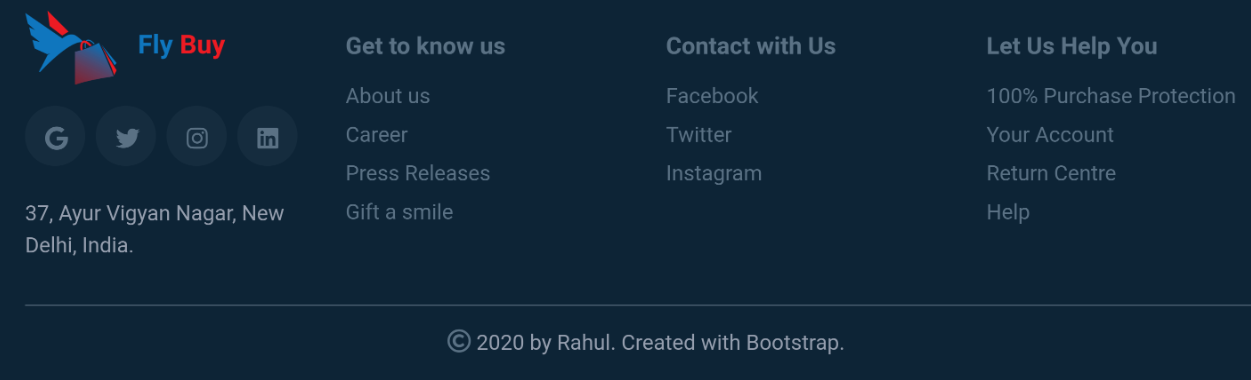 Fly Buy
37, Ayur Vigyan Nagar, New
Delhi, India.
Get to know us
About us
Career
Press Releases
Gift a smile
Contact with Us
Facebook
Twitter
Instagram
Let Us Help You
100% Purchase Protection
Your Account
Return Centre
Help
© 2020 by Rahul. Created with Bootstrap.